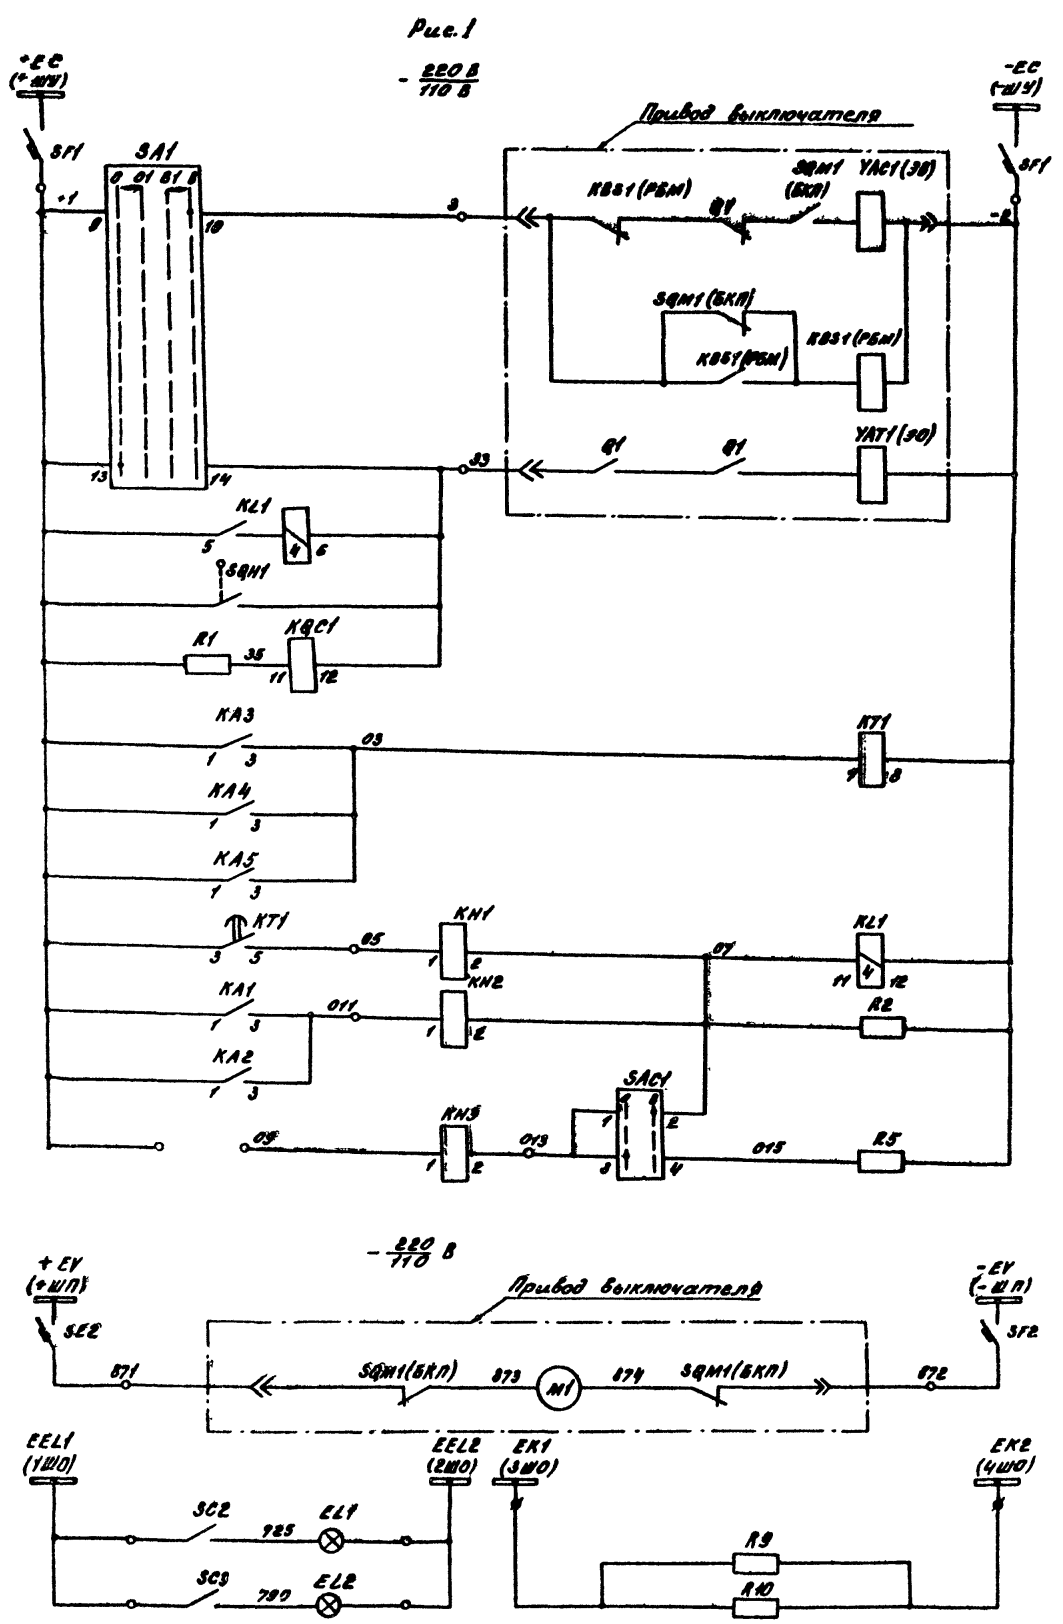 Рис. 1
- 220 В
110 В
+EC
(+ШУ)
-EC
(-ШУ)
Привод выключателя
SF1
SA1
SF1
O O1 B1 B
+1
9
10
3
KBS1 (РБМ)
Q1
SQM1
(БКП)
YAC1 (ЭВ)
-2
SQM1 (БКП)
KBS1 (РБМ)
KBS1 (РБМ)
13
14
33
Q1
Q1
YAT1 (ЭО)
KL1
5
4
6
SQH1
R1
35
KQC1
11
12
KA3
1
3
03
KT1
7
8
KA4
1
3
KA5
1
3
KT1
3
5
05
KH1
1
2
07
KL1
11
4
12
KA1
1
3
011
KH2
1
2
R2
KA2
1
3
SAC1
1
2
09
KH3
1
2
013
3
4
015
R5
- 220
110 В
+ EV
(+ШП)
-EV
(-ШП)
Привод выключателя
SE2
SF2
871
SQM1 (БКП)
873
M1
874
SQM1 (БКП)
872
EEL1
(1ШО)
EEL2
(2ШО)
EK1
(3ШО)
EK2
(4ШО)
SC2
925
EL1
R9
SC3
790
EL2
R10